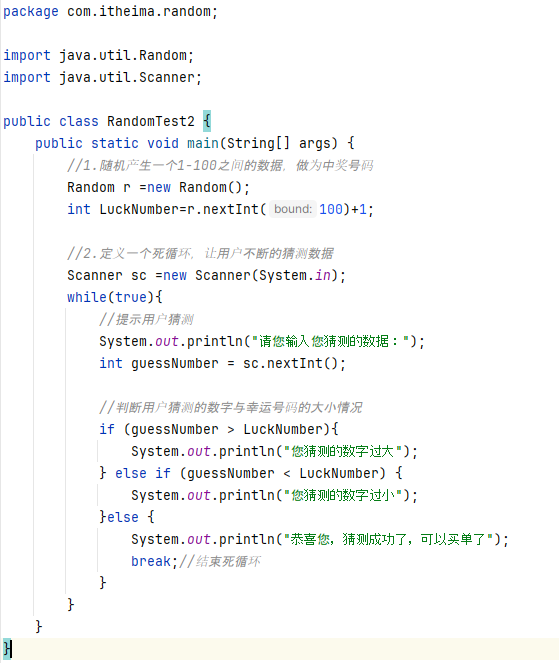 package com.itheima.random;

import java.util.Random;
import java.util.Scanner;

public class RandomTest2 {
    public static void main(String[] args) {
        //1.随机产生一个1-100之间的数据，做为中奖号码
        Random r =new Random();
        int LuckNumber=r.nextInt( bound: 100)+1;

        //2.定义一个死循环，让用户不断的猜测数据
        Scanner sc =new Scanner(System.in);
        while(true){
            //提示用户猜测
            System.out.println("请您输入您猜测的数据：");
            int guessNumber = sc.nextInt();

            //判断用户猜测的数字与幸运号码的大小情况
            if (guessNumber > LuckNumber){
                System.out.println("您猜测的数字过大");
            } else if (guessNumber < LuckNumber) {
                System.out.println("您猜测的数字过小");
            }else {
                System.out.println("恭喜您，猜测成功了，可以买单了");
                break;//结束死循环
            }
        }
    }
}